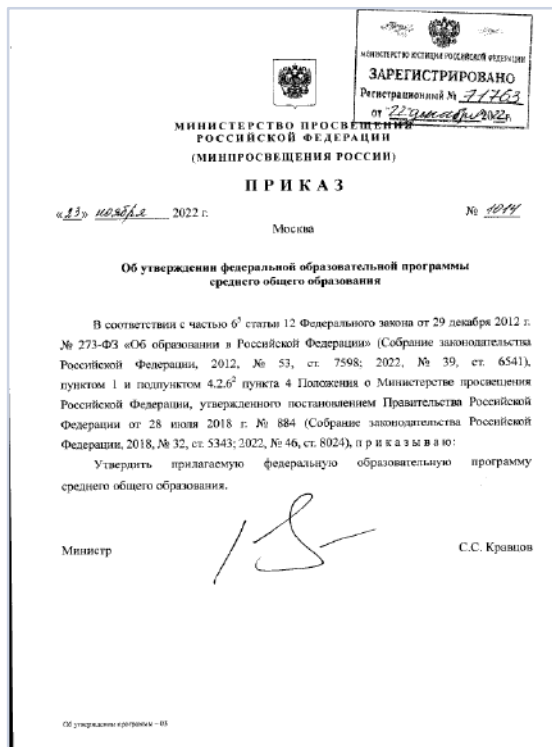 МИНИСТЕРСТВО ЮСТИЦИИ РОССИЙСКОЙ ФЕДЕРАЦИИ
ЗАРЕГИСТРИРОВАНО
Регистрационный № 71763
от "22" декабря 2022 г.
МИНИСТЕРСТВО ПРОСВЕЩЕНИЯ
РОССИЙСКОЙ ФЕДЕРАЦИИ
(МИНПРОСВЕЩЕНИЯ РОССИИ)
ПРИКАЗ
«23» ноября 2022 г.
№ 1014
Москва
Об утверждении федеральной образовательной программы
среднего общего образования
В соответствии с частью 6⁵ статьи 12 Федерального закона от 29 декабря 2012 г.
№ 273-ФЗ «Об образовании в Российской Федерации» (Собрание законодательства
Российской Федерации, 2012, № 53, ст. 7598; 2022, № 39, ст. 6541),
пунктом 1 и подпунктом 4.2.6² пункта 4 Положения о Министерстве просвещения
Российской Федерации, утвержденного постановлением Правительства Российской
Федерации от 28 июля 2018 г. № 884 (Собрание законодательства Российской
Федерации, 2018, № 32, ст. 5343; 2022, № 46, ст. 8024), п р и к а з ы в а ю:
Утвердить прилагаемую федеральную образовательную программу
среднего общего образования.
Министр
С.С. Кравцов
Об утверждении программы – 03